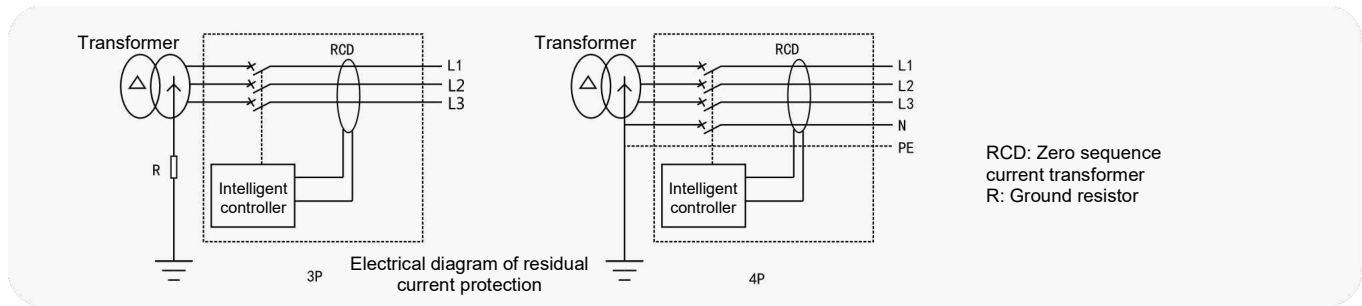 Transformer
RCD
L1
L2
L3
R
Intelligent
controller
3P
Electrical diagram of residual
current protection
Transformer
RCD
L1
L2
L3
N
PE
Intelligent
controller
4P
RCD: Zero sequence
current transformer
R: Ground resistor